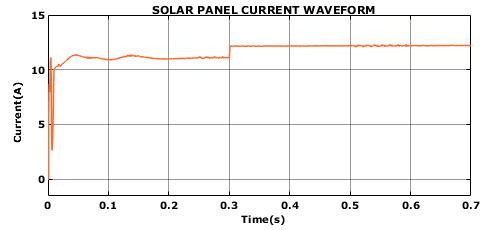 SOLAR PANEL CURRENT WAVEFORM
15
10
5
0
Current(A)
0 0.1 0.2 0.3 0.4 0.5 0.6 0.7
Time(s)